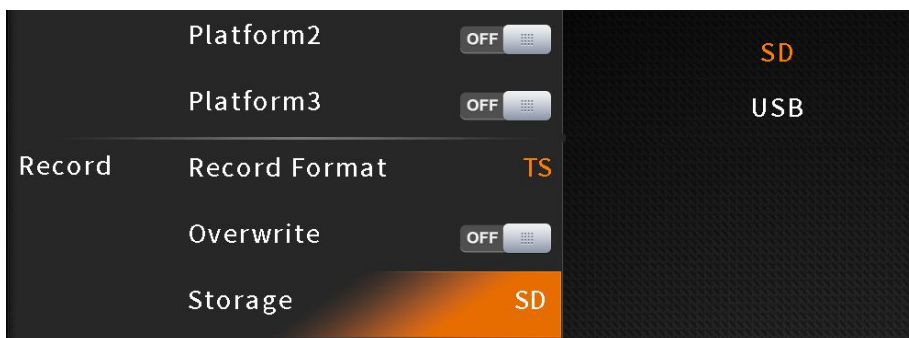 Platform2 OFF
SD
Platform3 OFF
USB
Record Record Format TS
Overwrite OFF
Storage SD